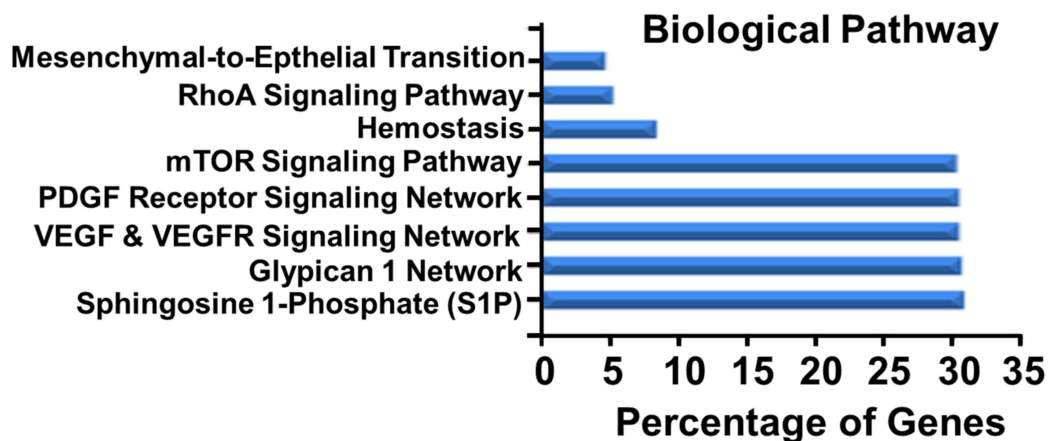 Biological Pathway
Mesenchymal-to-Epthelial Transition
RhoA Signaling Pathway
Hemostasis
mTOR Signaling Pathway
PDGF Receptor Signaling Network
VEGF & VEGFR Signaling Network
Glypican 1 Network
Sphingosine 1-Phosphate (S1P)
0 5 10 15 20 25 30 35
Percentage of Genes